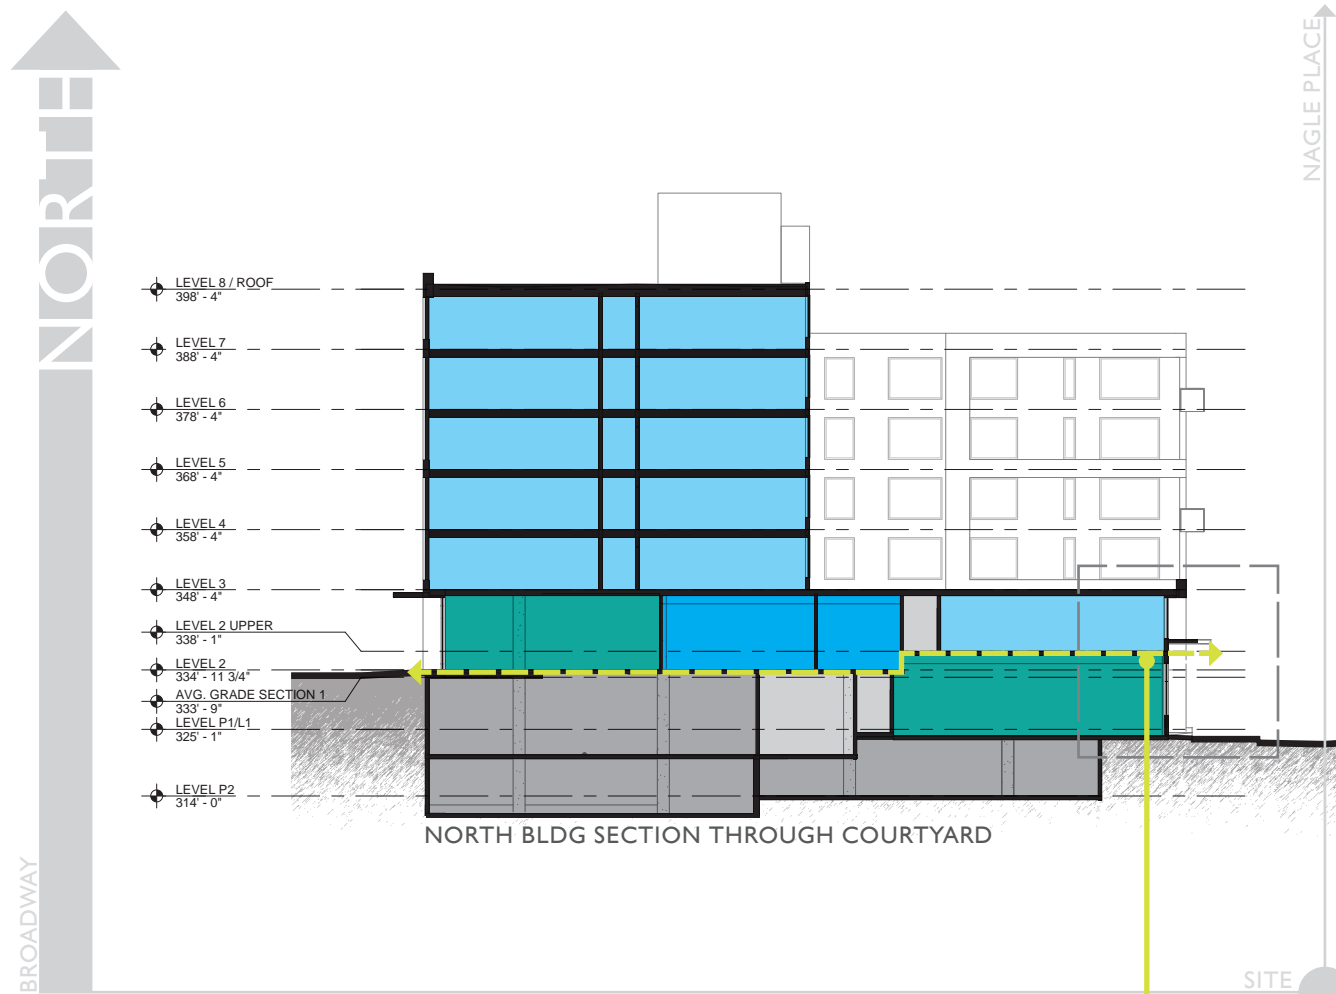 NORTH
NAGLE PLACE
LEVEL 8 / ROOF
398' - 4"
LEVEL 7
388' - 4"
LEVEL 6
378' - 4"
LEVEL 5
368' - 4"
LEVEL 4
358' - 4"
LEVEL 3
348' - 4"
LEVEL 2 UPPER
338' - 1"
LEVEL 2
334' - 11 3/4"
AVG. GRADE SECTION 1
333' - 9"
LEVEL P1/L1
325' - 1"
LEVEL P2
314' - 0"
NORTH BLDG SECTION THROUGH COURTYARD
BROADWAY
SITE